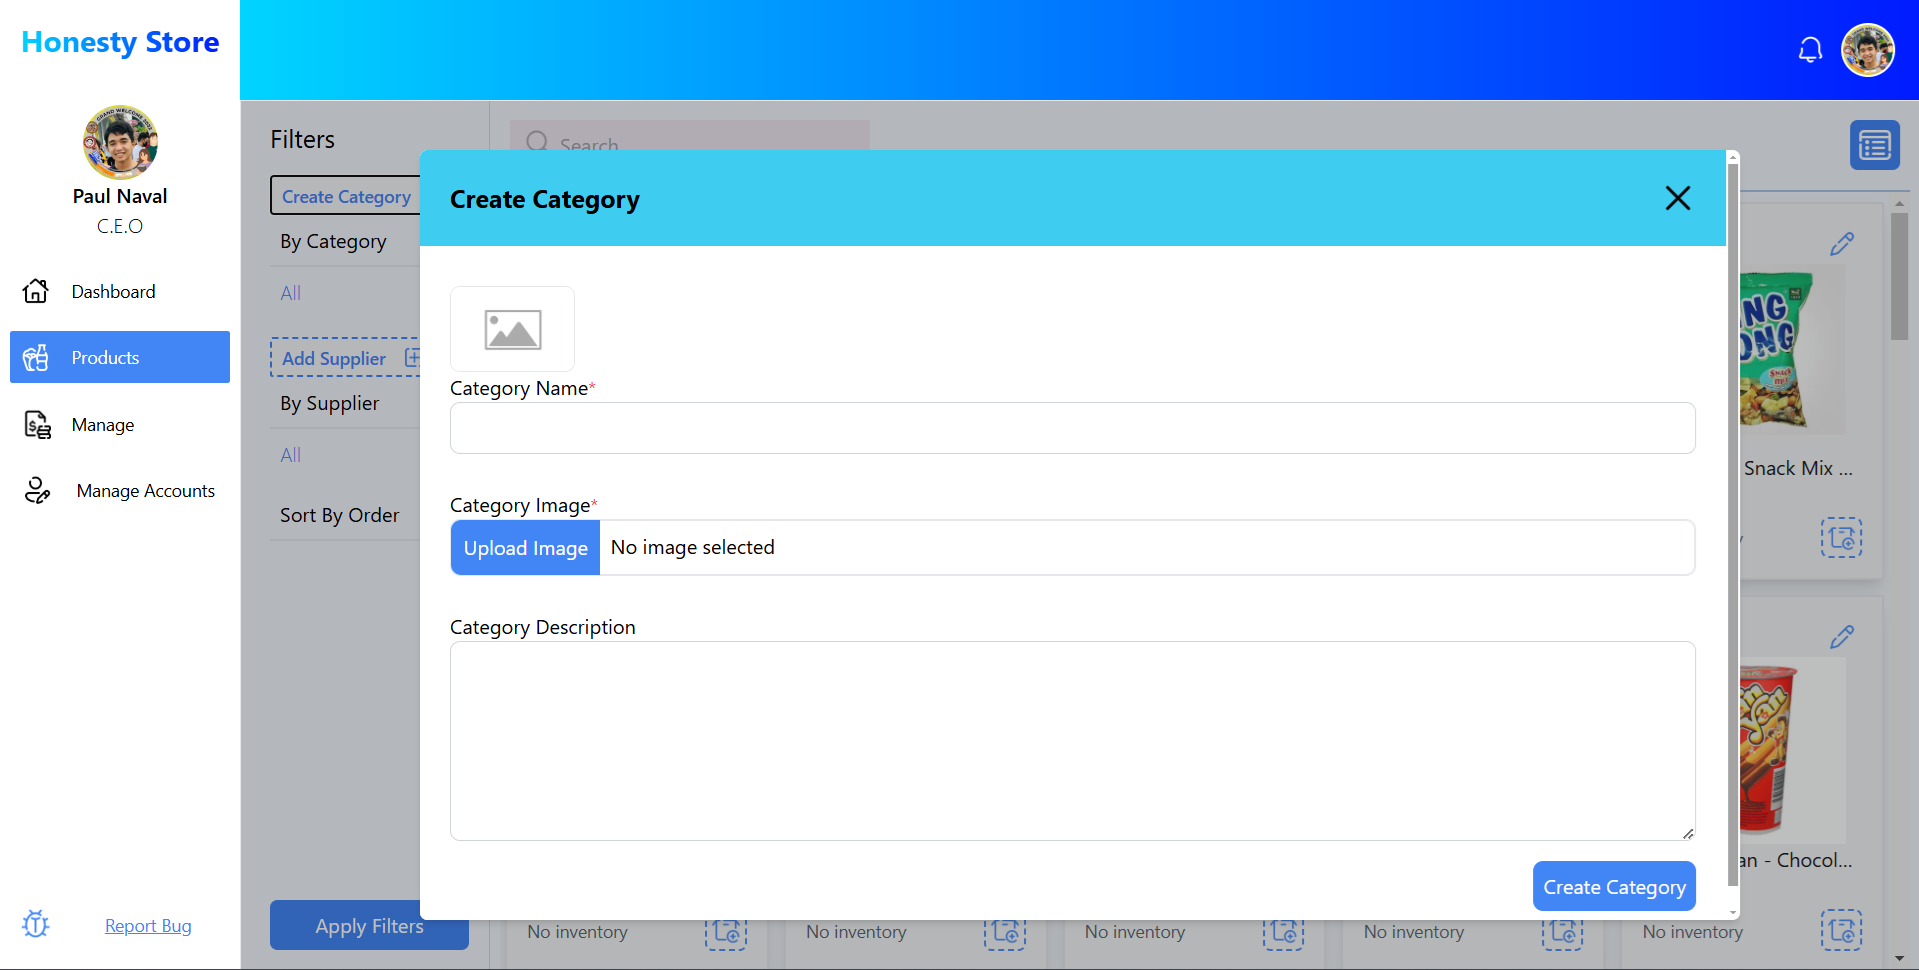 Honesty Store
Paul Naval
C.E.O
Dashboard
Products
Manage
Manage Accounts
Report Bug
Filters
Create Category
By Category
All
Add Supplier
By Supplier
All
Sort By Order
Apply Filters
Search
Create Category
Category Name*
Category Image*
Upload Image No image selected
Category Description
Create Category
Snack Mix ...
an - Chocol...
No inventory
No inventory
No inventory
No inventory
No inventory